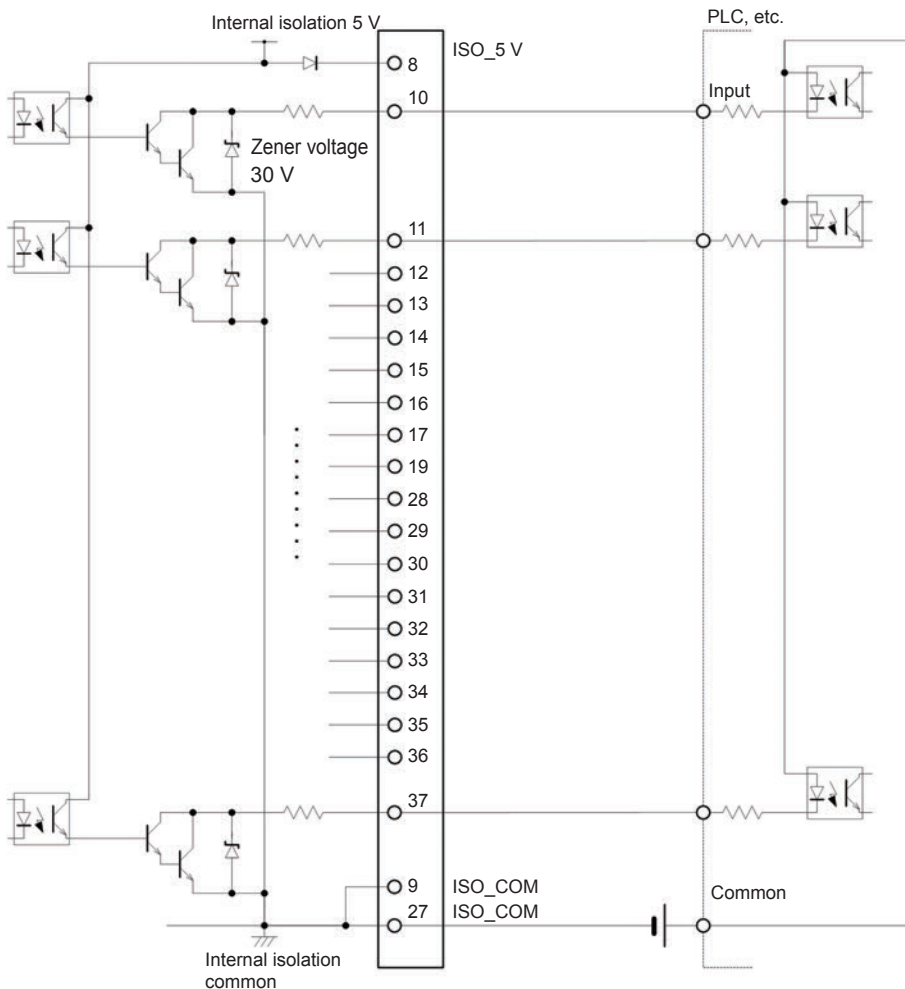 Internal isolation 5 V
PLC, etc.
ISO_5 V
8
10
Input
Zener voltage
30 V
11
12
13
14
15
16
17
19
28
29
30
31
32
33
34
35
36
37
9 ISO_COM
27 ISO_COM
Common
Internal isolation
common